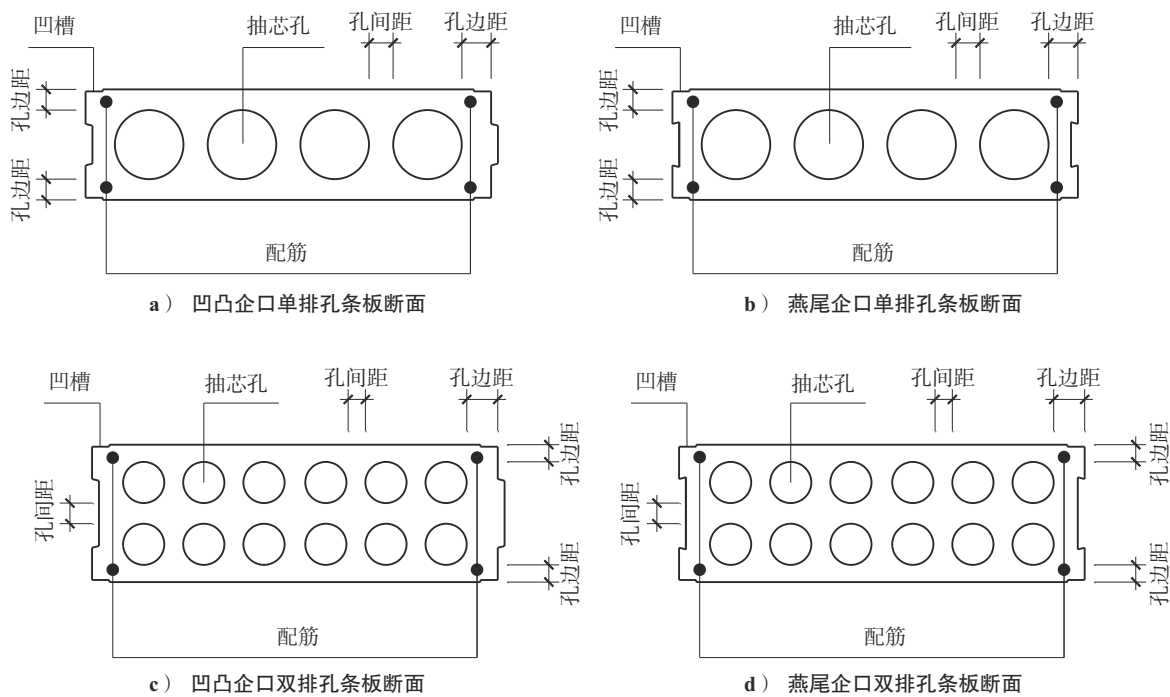 凹槽
抽芯孔
孔间距
孔边距
孔边距
孔边距
配筋
a） 凹凸企口单排孔条板断面
凹槽
抽芯孔
孔间距
孔边距
孔边距
孔边距
配筋
b） 燕尾企口单排孔条板断面
凹槽
抽芯孔
孔间距
孔边距
孔边距
孔间距
孔边距
配筋
c） 凹凸企口双排孔条板断面
凹槽
抽芯孔
孔间距
孔边距
孔边距
孔间距
孔边距
配筋
d） 燕尾企口双排孔条板断面